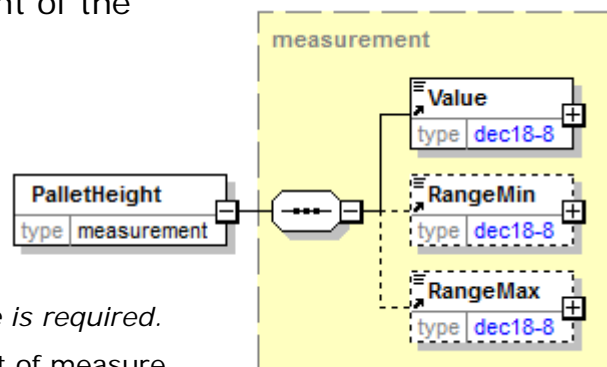 nt of the
measurement
Value
type dec18-8
PalletHeight
type measurement
RangeMin
type dec18-8
RangeMax
type dec18-8
is required.
of measure